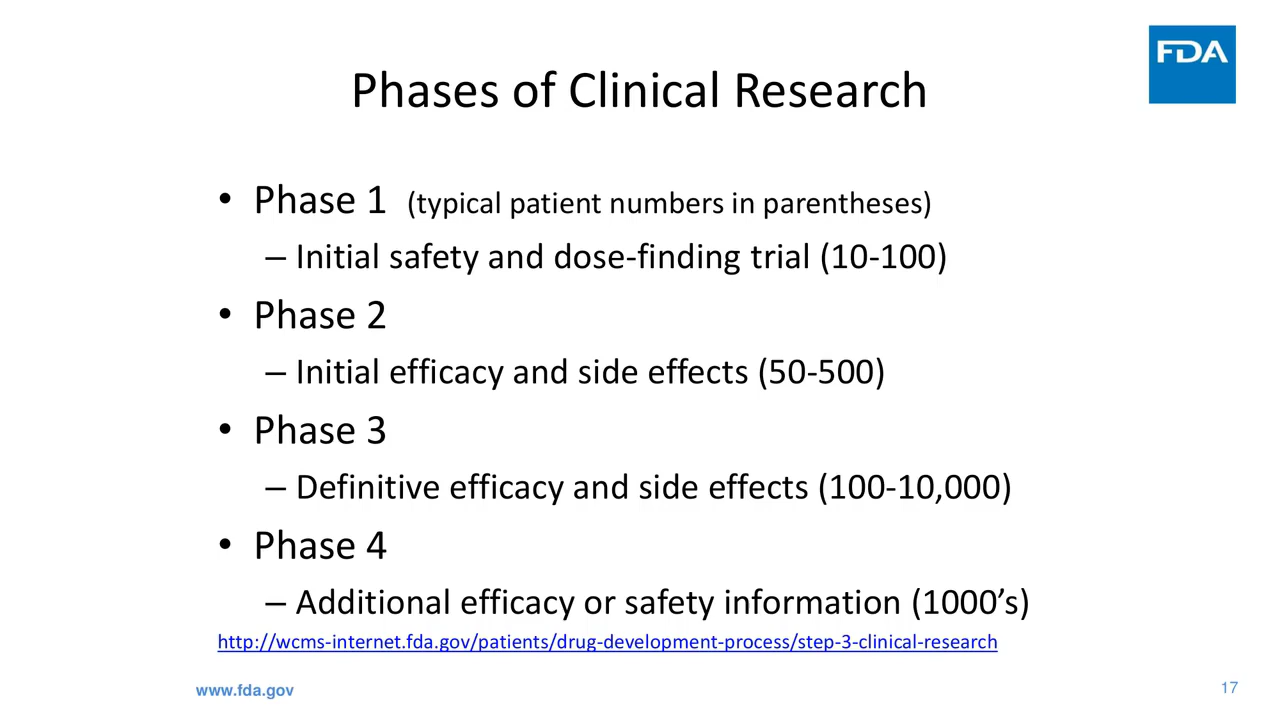 FDA
Phases of Clinical Research
• Phase 1 (typical patient numbers in parentheses)
– Initial safety and dose-finding trial (10-100)
• Phase 2
– Initial efficacy and side effects (50-500)
• Phase 3
– Definitive efficacy and side effects (100-10,000)
• Phase 4
– Additional efficacy or safety information (1000’s)
http://wcms-internet.fda.gov/patients/drug-development-process/step-3-clinical-research
www.fda.gov
17